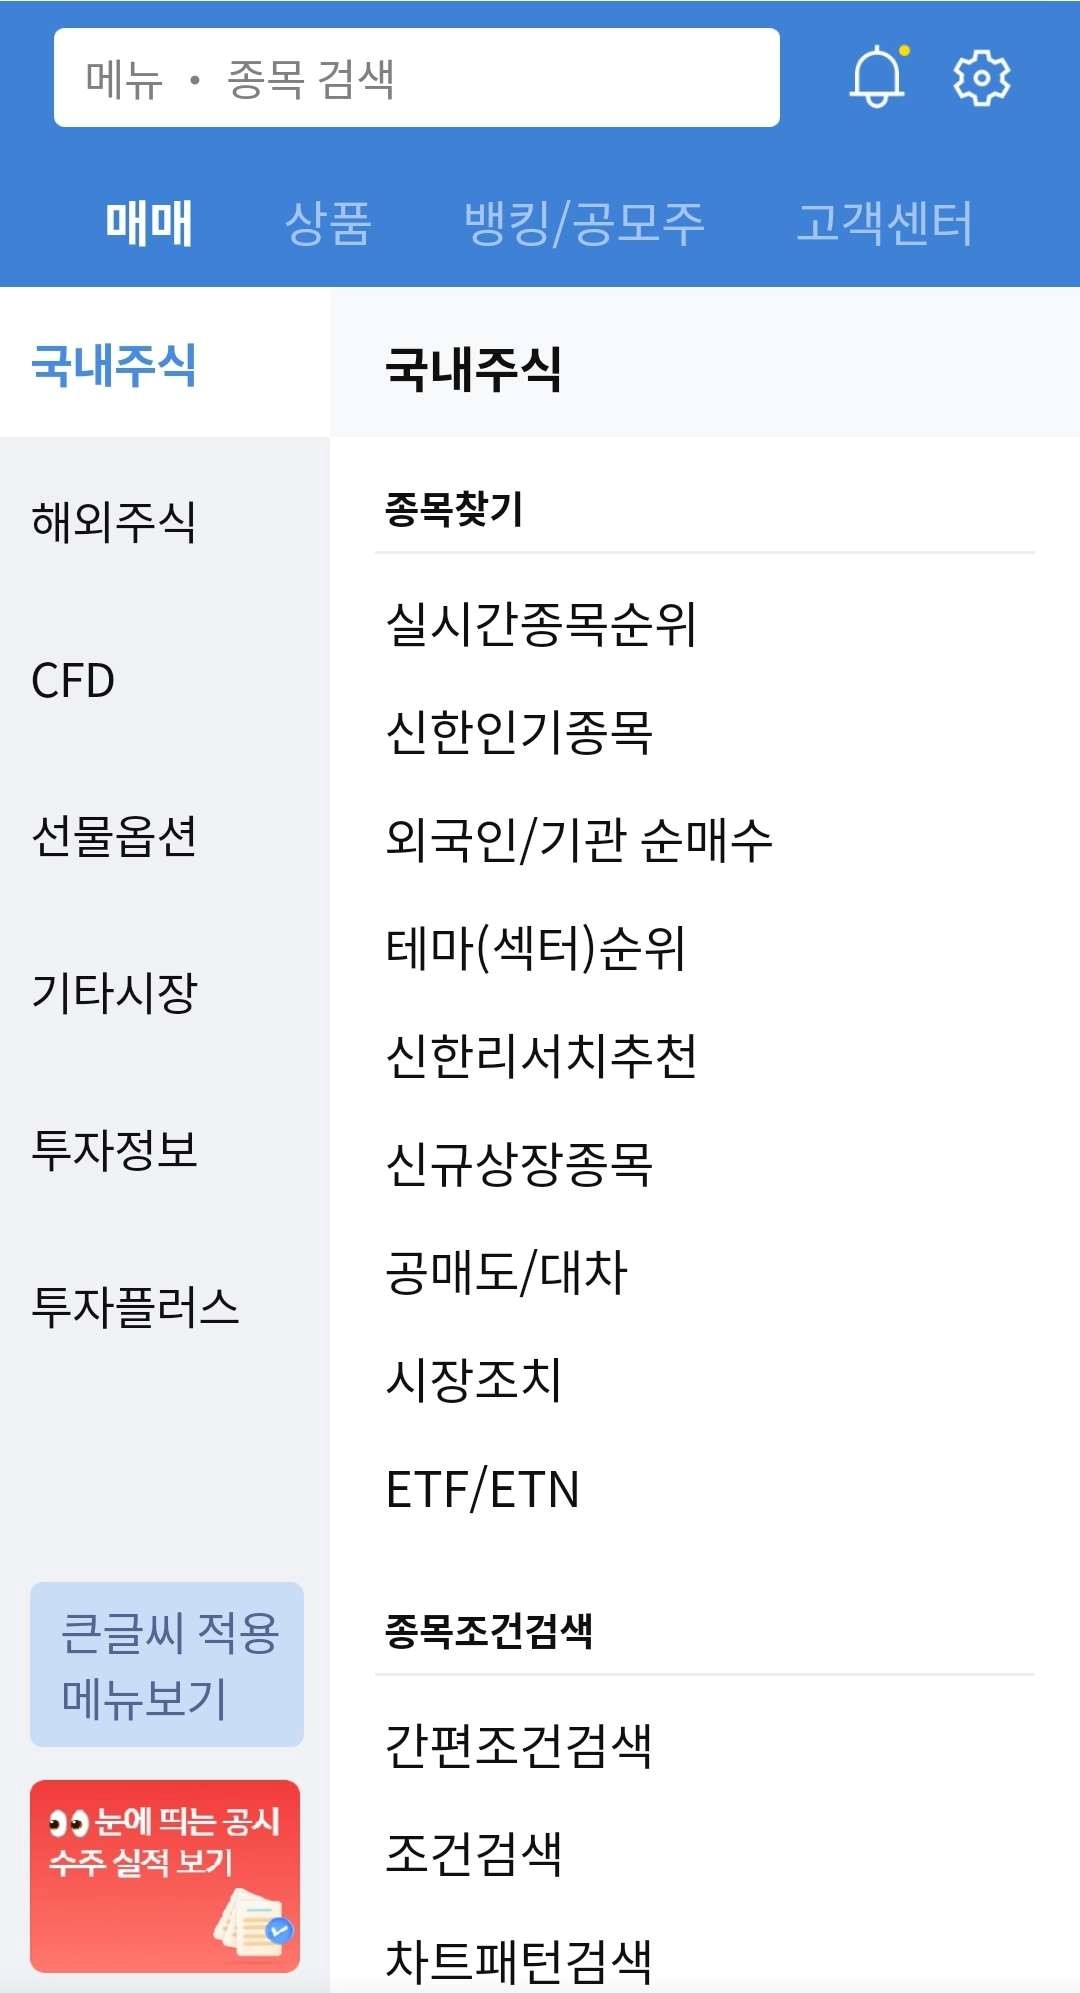 메뉴 • 종목 검색
매매 상품 뱅킹/공모주 고객센터
국내주식
해외주식
CFD
선물옵션
기타시장
투자정보
투자플러스
큰글씨 적용
메뉴보기
눈에 띄는 공시
수주 실적 보기
국내주식
종목찾기
실시간종목순위
신한인기종목
외국인/기관 순매수
테마(섹터)순위
신한리서치추천
신규상장종목
공매도/대차
시장조치
ETF/ETN
종목조건검색
간편조건검색
조건검색
차트패턴검색